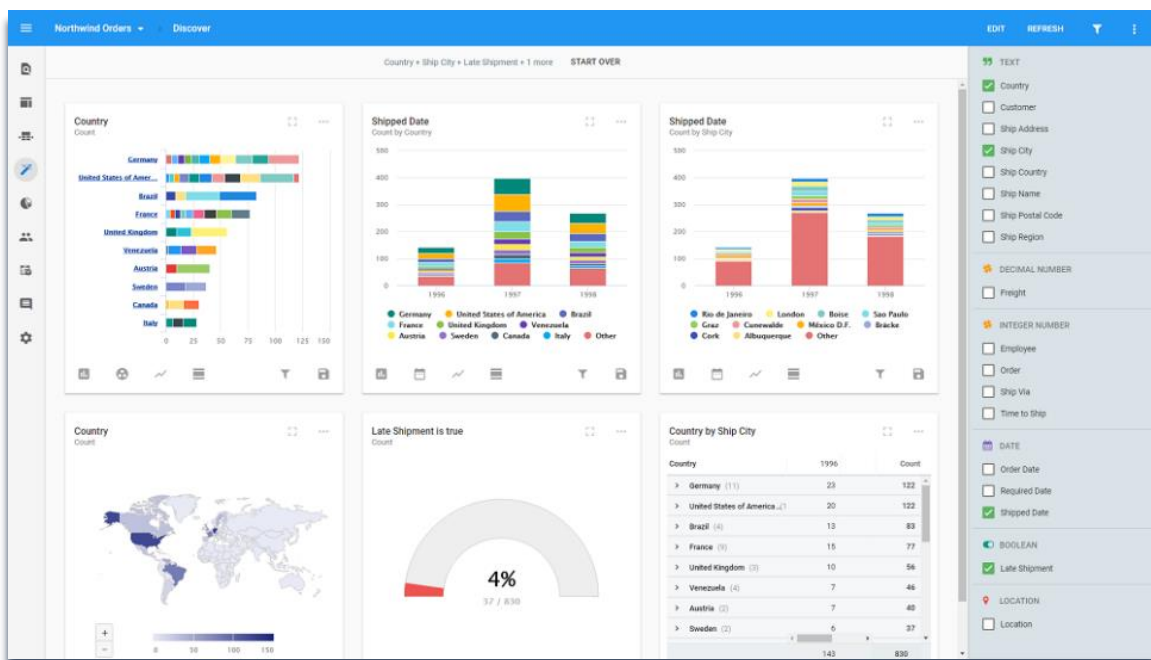 Northwind Orders
Discover
EDIT
REFRESH
Country + Ship City + Late Shipment + 1 more
START OVER
Country
Count
Germany
United States of Amer...
Brazil
France
United Kingdom
Venezuela
Austria
Sweden
Canada
Italy
0 25 50 75 100 125 150
Shipped Date
Count by Country
500
400
300
200
100
0
1996 1997 1998
Germany United States of America Brazil
France United Kingdom Venezuela
Austria Sweden Canada Italy Other
Shipped Date
Count by Ship City
500
400
300
200
100
0
1996 1997 1998
Rio de Janeiro London Boise Sao Paulo
Graz Cunewalde México D.F. Bräcke
Cork Albuquerque Other
Country
Count
+
−
0 50 100 150
Late Shipment is true
Count
4%
37 / 830
Country by Ship City
Count
Country 1996 Count
Germany (11) 23 122
United States of America 20 122
Brazil (4) 13 83
France (9) 15 77
United Kingdom (3) 10 56
Venezuela (4) 7 46
Austria (2) 7 40
Sweden (2) 6 37
143 830
TEXT
Country
Customer
Ship Address
Ship City
Ship Country
Ship Name
Ship Postal Code
Ship Region
DECIMAL NUMBER
Freight
INTEGER NUMBER
Employee
Order
Ship Via
Time to Ship
DATE
Order Date
Required Date
Shipped Date
BOOLEAN
Late Shipment
LOCATION
Location